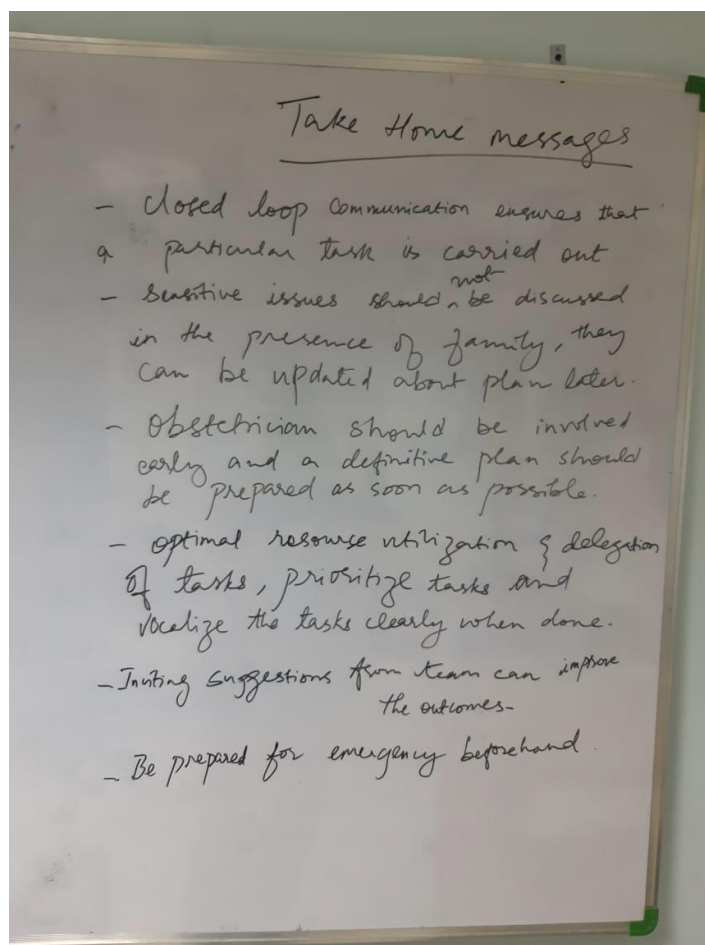 Take Home messages
- Closed loop communication ensures that
a particular task is carried out
- Sensitive issues should not be discussed
in the presence of family, they
can be updated about plan later.
- Obstetrician should be involved
early and a definitive plan should
be prepared as soon as possible.
- optimal resourse utilization & delegation
of tasks, prioritize tasks and
vocalize the tasks clearly when done.
- Inviting suggestions from team can improve
the outcomes-
- Be prepared for emergency beforehand.